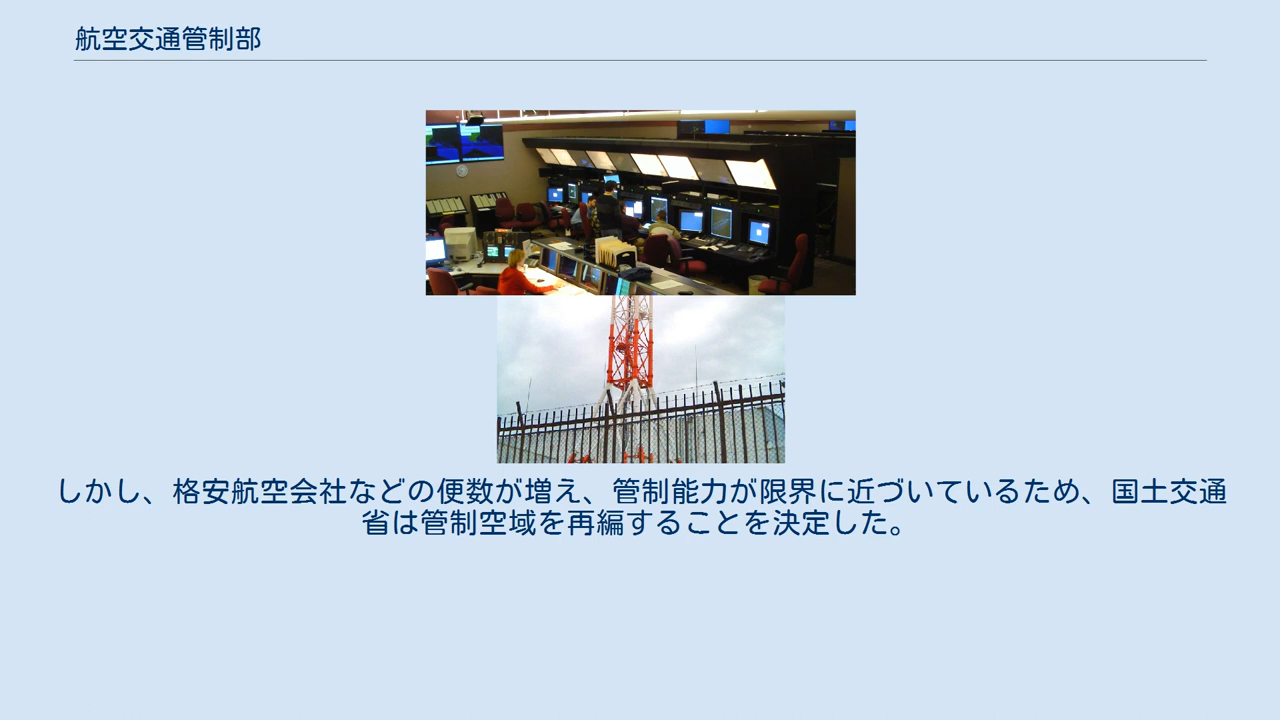 航空交通管制部
しかし、格安航空会社などの便数が増え、管制能力が限界に近づいているため、国土交通
省は管制空域を再編することを決定した。